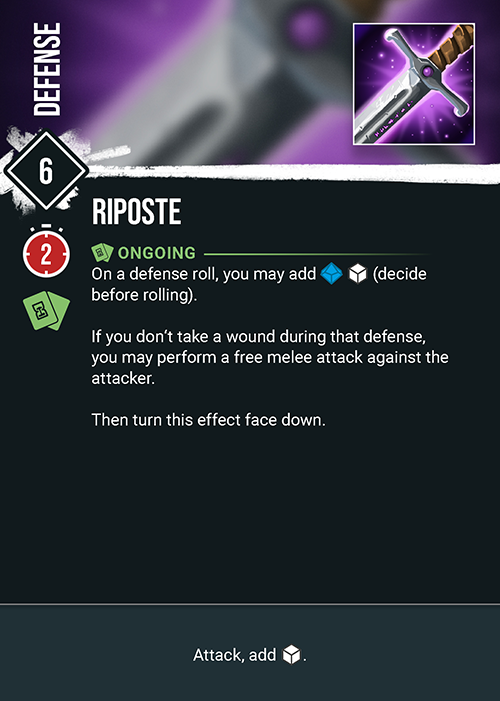 DEFENSE
6
RIPOSTE
2
ONGOING
On a defense roll, you may add (decide
before rolling).
If you don't take a wound during that defense,
you may perform a free melee attack against the
attacker.
Then turn this effect face down.
Attack, add .